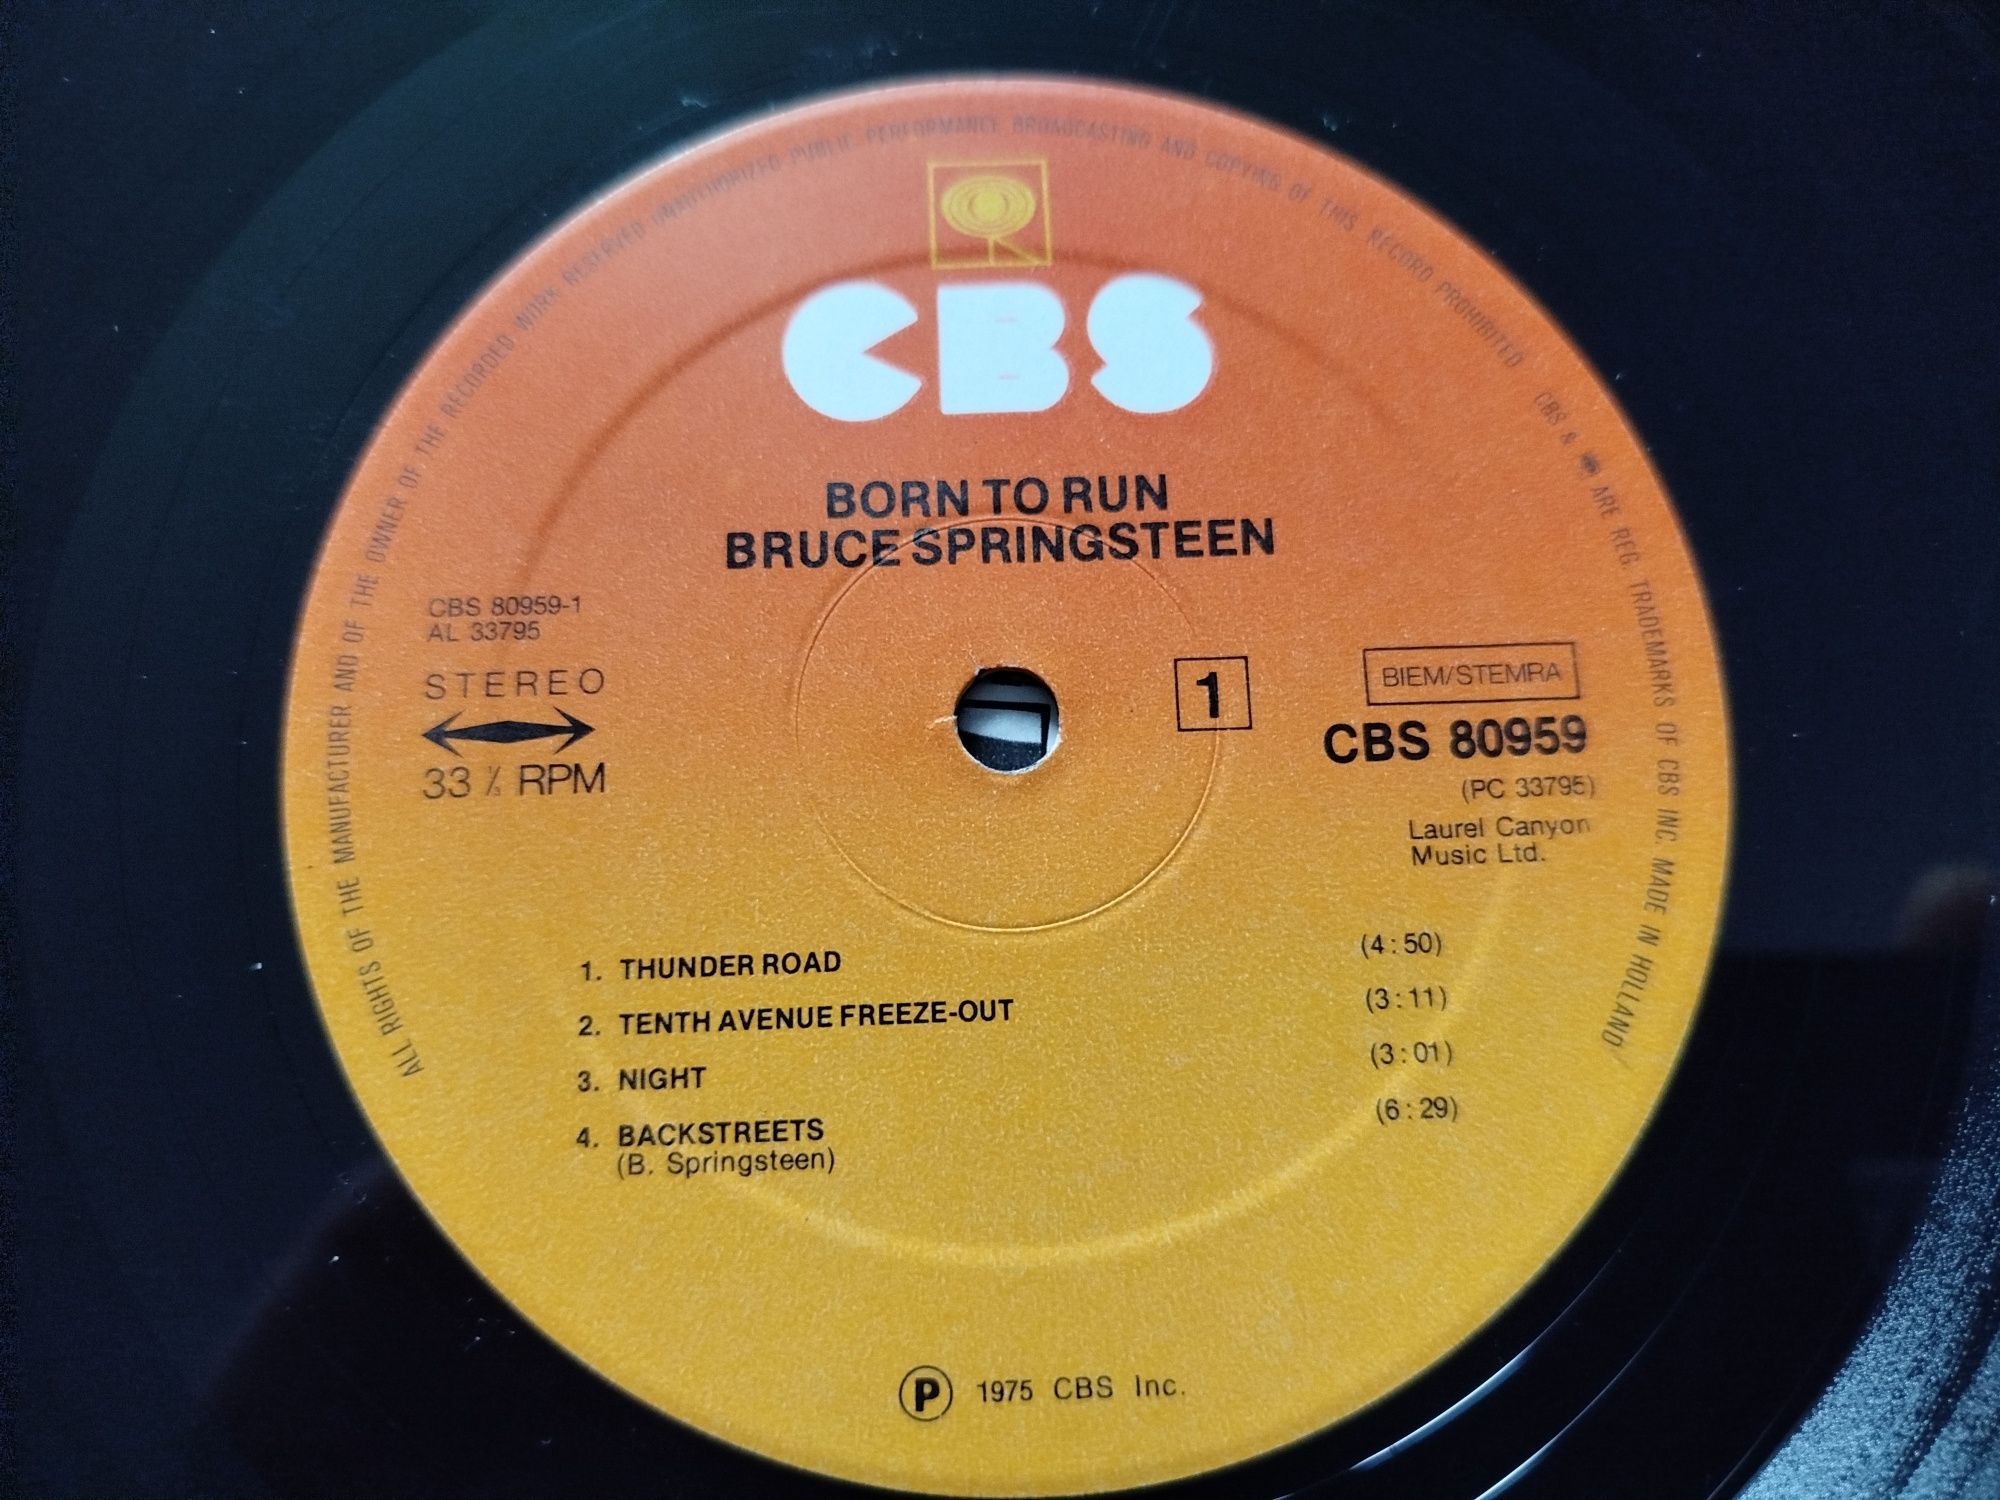 ALL RIGHTS OF THE MANUFACTURER AND OF THE OWNER OF THE RECORDED WORK RESERVED UNAUTHORIZED PUBLIC PERFORMANCE BROADCASTING AND COPYING OF THIS RECORD PROHIBITED CBS & ARE REG. TRADEMARKS OF CBS INC. MADE IN HOLLAND
CBS
BORN TO RUN
BRUCE SPRINGSTEEN
CBS 80959-1
AL 33795
STEREO
33 ⅓ RPM
1
BIEM/STEMRA
CBS 80959
(PC 33795)
Laurel Canyon
Music Ltd.
1. THUNDER ROAD (4:50)
2. TENTH AVENUE FREEZE-OUT (3:11)
3. NIGHT (3:01)
4. BACKSTREETS (6:29)
(B. Springsteen)
Ⓟ 1975 CBS Inc.